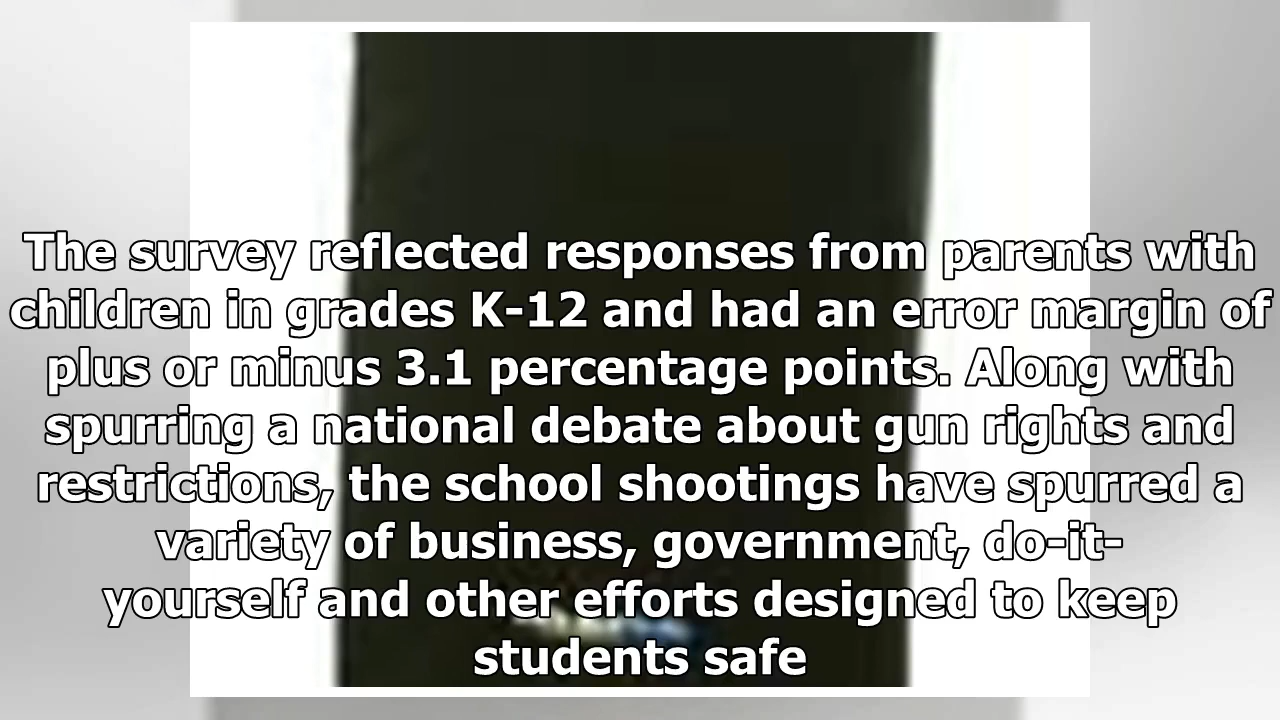 The survey reflected responses from parents with
children in grades K-12 and had an error margin of
plus or minus 3.1 percentage points. Along with
spurring a national debate about gun rights and
restrictions, the school shootings have spurred a
variety of business, government, do-it-
yourself and other efforts designed to keep
students safe